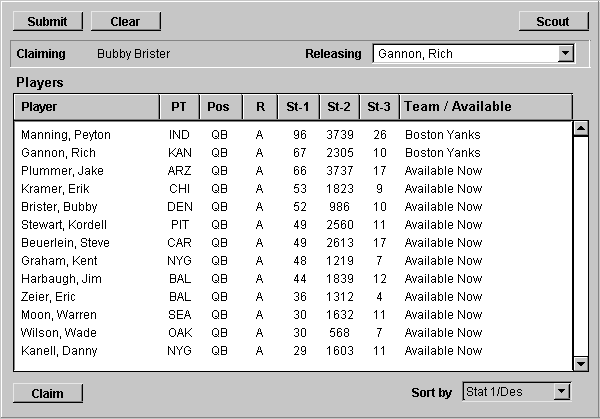 Submit Clear Scout
Claiming Bubby Brister Releasing Gannon, Rich
Players
Player PT Pos R St-1 St-2 St-3 Team / Available
Manning, Peyton IND QB A 96 3739 26 Boston Yanks
Gannon, Rich KAN QB A 67 2305 10 Boston Yanks
Plummer, Jake ARZ QB A 66 3737 17 Available Now
Kramer, Erik CHI QB A 53 1823 9 Available Now
Brister, Bubby DEN QB A 52 986 10 Available Now
Stewart, Kordell PIT QB A 49 2560 11 Available Now
Beuerlein, Steve CAR QB A 49 2613 17 Available Now
Graham, Kent NYG QB A 48 1219 7 Available Now
Harbaugh, Jim BAL QB A 44 1839 12 Available Now
Zeier, Eric BAL QB A 36 1312 4 Available Now
Moon, Warren SEA QB A 30 1632 11 Available Now
Wilson, Wade OAK QB A 30 568 7 Available Now
Kanell, Danny NYG QB A 29 1603 11 Available Now
Claim Sort by Stat 1/Des